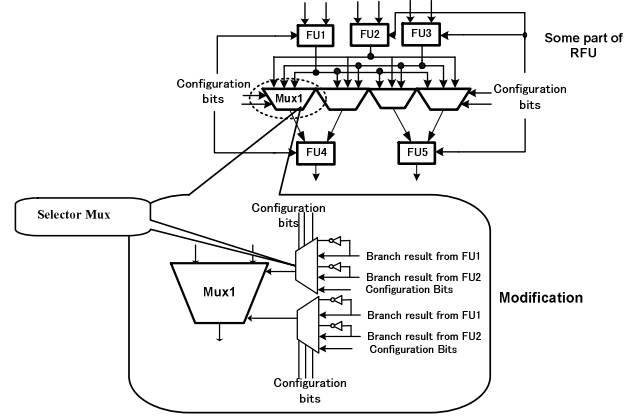 FU1
FU2
FU3
Some part of
RFU
Configuration
bits
Configuration
bits
Mux1
FU4
FU5
Selector Mux
Configuration
bits
Branch result from FU1
Branch result from FU2
Configuration Bits
Mux1
Modification
Branch result from FU1
Branch result from FU2
Configuration Bits
Configuration
bits